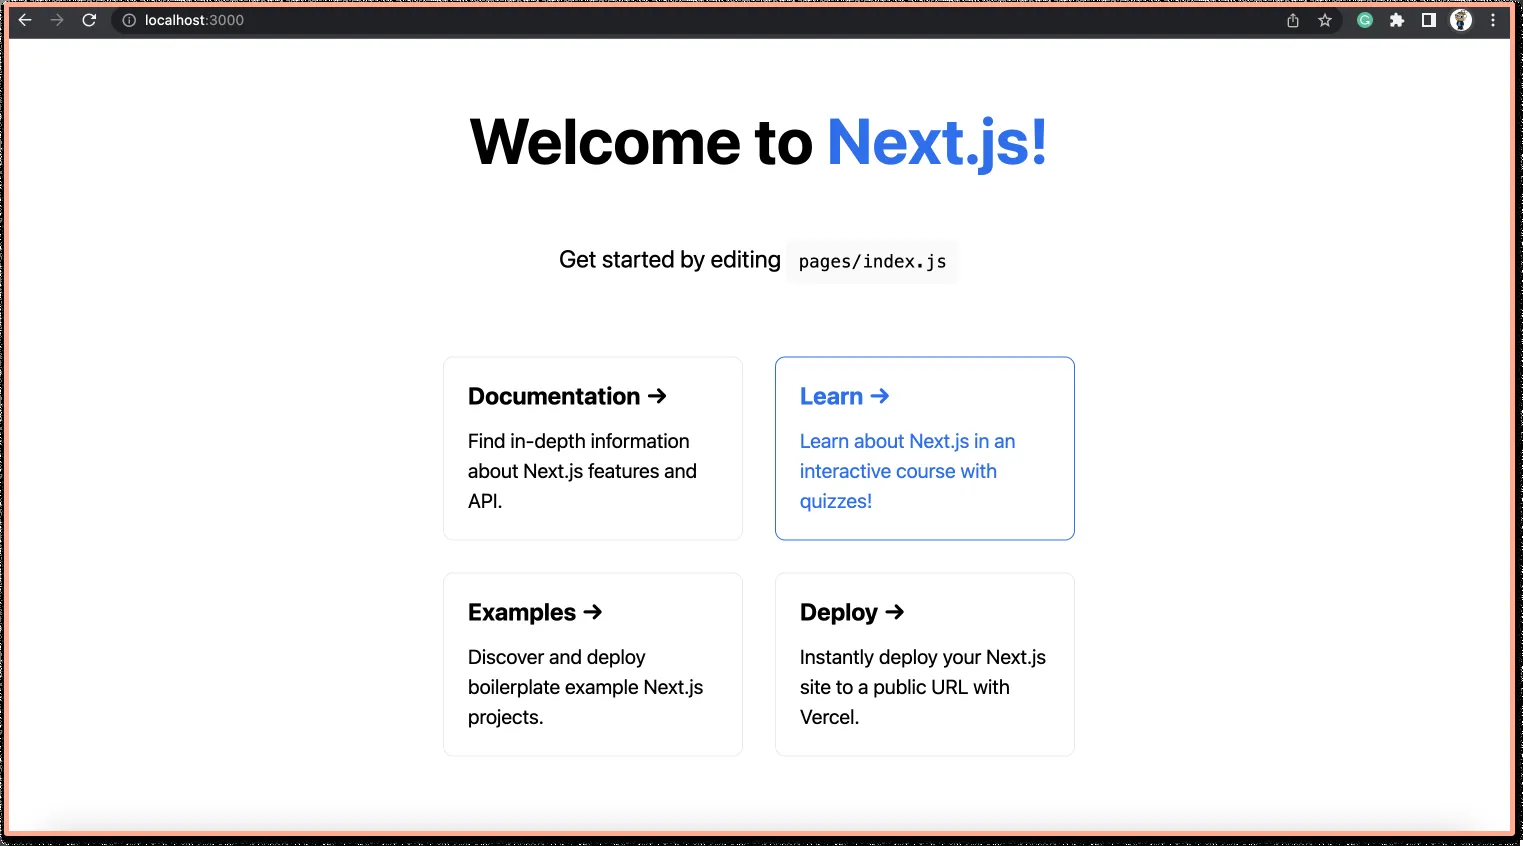 localhost:3000
Welcome to Next.js!
Get started by editing pages/index.js
Documentation →
Find in-depth information
about Next.js features and
API.
Learn →
Learn about Next.js in an
interactive course with
quizzes!
Examples →
Discover and deploy
boilerplate example Next.js
projects.
Deploy →
Instantly deploy your Next.js
site to a public URL with
Vercel.